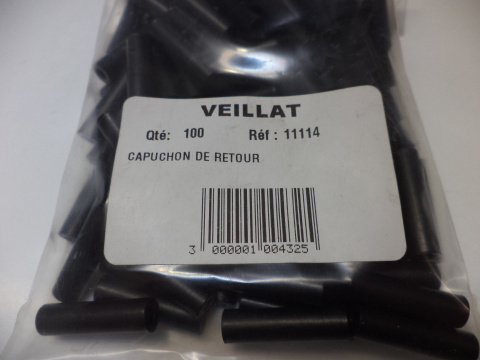 VEILLAT
Qté: 100 Réf : 11114
CAPUCHON DE RETOUR
3 000001 004325